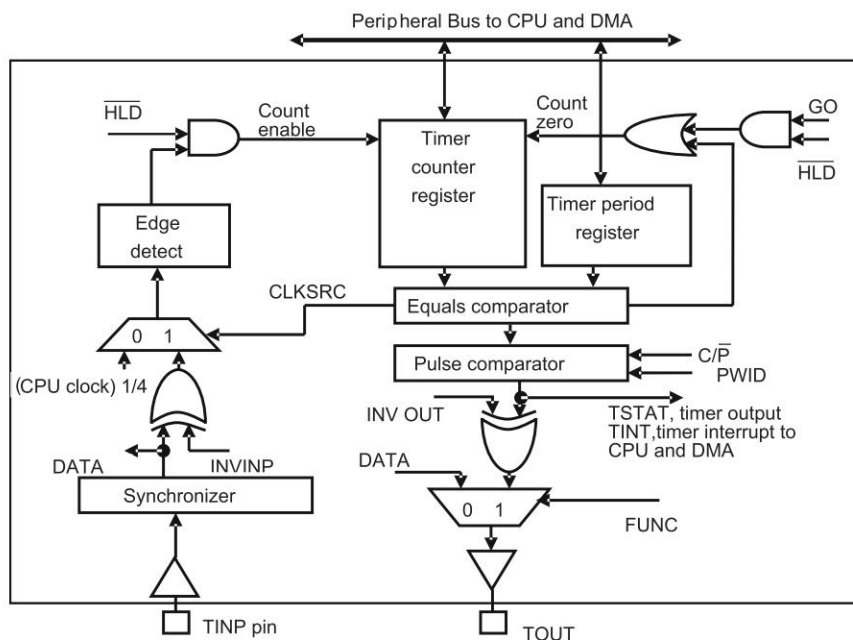 Peripheral Bus to CPU and DMA
HLD
Count
enable
Timer
counter
register
Count
zero
GO
HLD
Timer period
register
Edge
detect
CLKSRC
Equals comparator
0 1
Pulse comparator
C/P
PWID
(CPU clock) 1/4
INV OUT
TSTAT, timer output
TINT,timer interrupt to
CPU and DMA
DATA
INVINP
DATA
Synchronizer
0 1
FUNC
TINP pin
TOUT